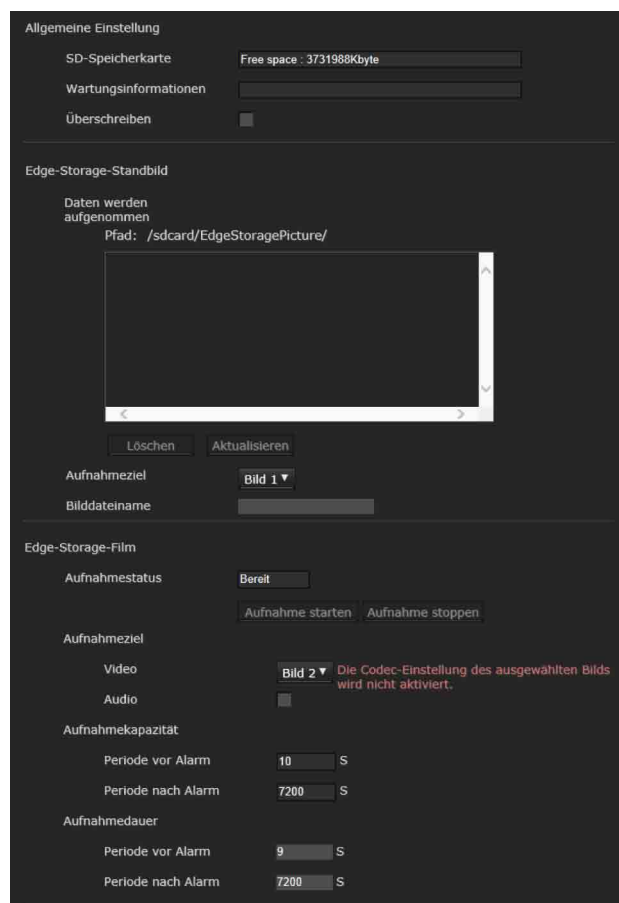 Allgemeine Einstellung
SD-Speicherkarte
Free space : 3731988Kbyte
Wartungsinformationen
Überschreiben
Edge-Storage-Standbild
Daten werden
aufgenommen
Pfad: /sdcard/EdgeStoragePicture/
Löschen Aktualisieren
Aufnahmeziel
Bild 1
Bilddateiname
Edge-Storage-Film
Aufnahmestatus
Bereit
Aufnahme starten Aufnahme stoppen
Aufnahmeziel
Video
Bild 2
Die Codec-Einstellung des ausgewählten Bilds
wird nicht aktiviert.
Audio
Aufnahmekapazität
Periode vor Alarm 10 S
Periode nach Alarm 7200 S
Aufnahmedauer
Periode vor Alarm 9 S
Periode nach Alarm 7200 S